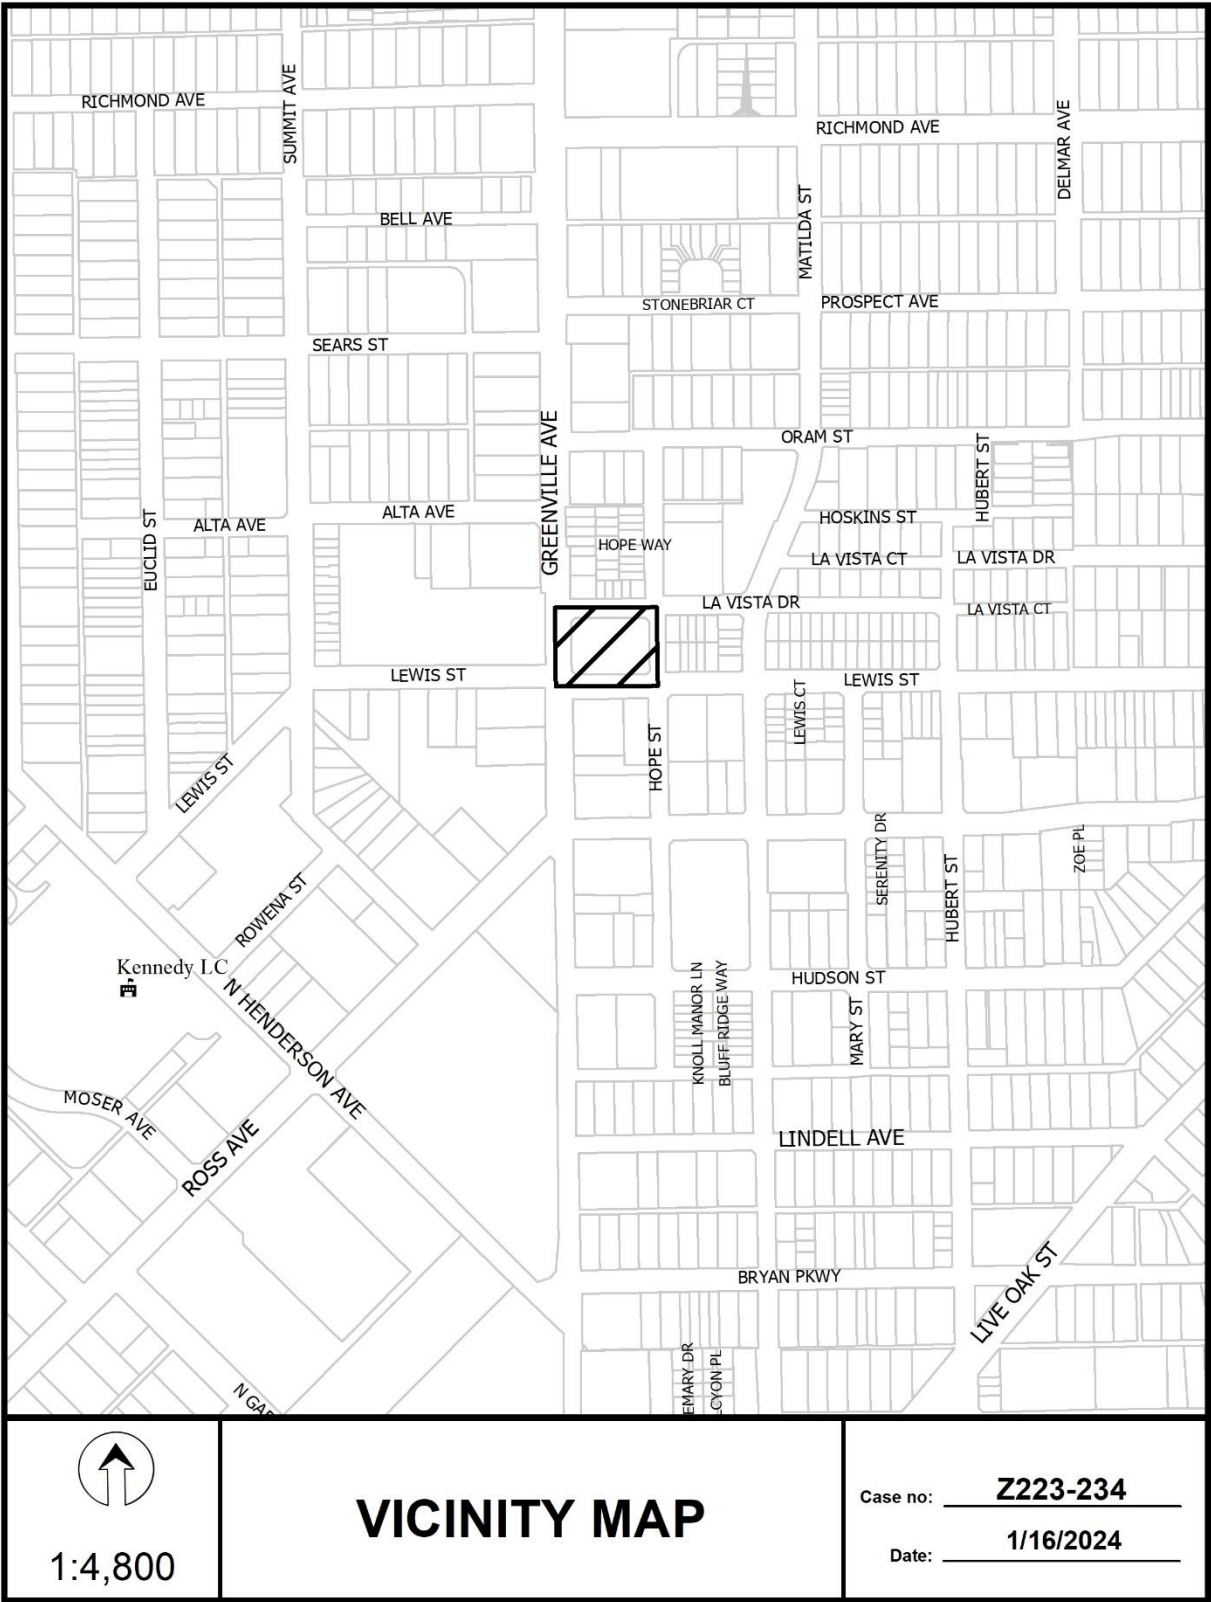 RICHMOND AVE
SUMMIT AVE
RICHMOND AVE
DELMAR AVE
BELL AVE
MATILDA ST
STONEBRIAR CT
PROSPECT AVE
SEARS ST
GREENVILLE AVE
ORAM ST
HUBERT ST
ALTA AVE
ALTA AVE
EUCLID ST
HOSKINS ST
HOPE WAY
LA VISTA CT
LA VISTA DR
LA VISTA DR
LA VISTA CT
LEWIS ST
LEWIS ST
LEWIS CT
HOPE ST
LEWIS ST
SERENITY DR
ZOE PL
HUBERT ST
ROWENA ST
Kennedy LC
N HENDERSON AVE
HUDSON ST
KNOLL MANOR LN
BLUFF RIDGE WAY
MARY ST
MOSER AVE
ROSS AVE
LINDELL AVE
BRYAN PKWY
LIVE OAK ST
EMARY DR
LCYON PL
N GAR
1:4,800
VICINITY MAP
Case no: Z223-234
Date: 1/16/2024